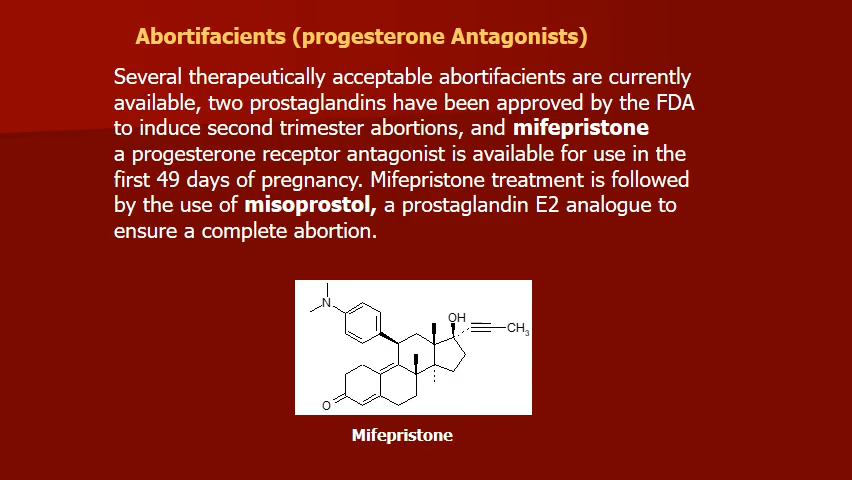 Abortifacients (progesterone Antagonists)
Several therapeutically acceptable abortifacients are currently
available, two prostaglandins have been approved by the FDA
to induce second trimester abortions, and mifepristone
a progesterone receptor antagonist is available for use in the
first 49 days of pregnancy. Mifepristone treatment is followed
by the use of misoprostol, a prostaglandin E2 analogue to
ensure a complete abortion.
N
OH
CH3
O
Mifepristone